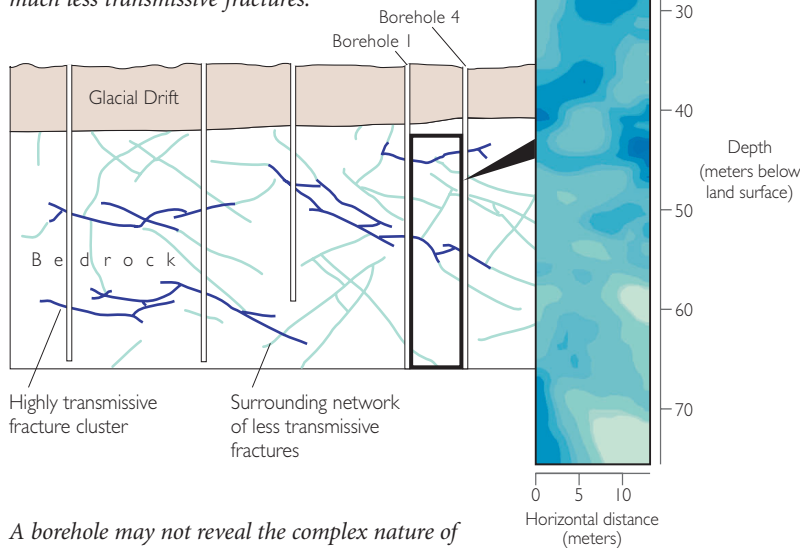 much less transmissive fractures.
Borehole 4
Borehole 1
Glacial Drift
Bedrock
Highly transmissive
fracture cluster
Surrounding network
of less transmissive
fractures
30
40
50
60
70
Depth
(meters below
land surface)
0 5 10
Horizontal distance
(meters)
A borehole may not reveal the complex nature of